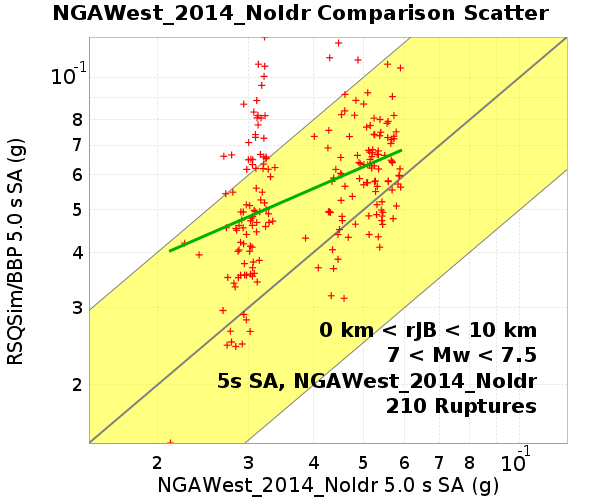 NGAWest_2014_NoIdr Comparison Scatter
10-1
8
7
6
5
4
3
2
RSQSim/BBP 5.0 s SA (g)
0 km < rJB < 10 km
7 < Mw < 7.5
5s SA, NGAWest_2014_NoIdr
210 Ruptures
2 3 4 5 6 7 8 10-1
NGAWest_2014_NoIdr 5.0 s SA (g)